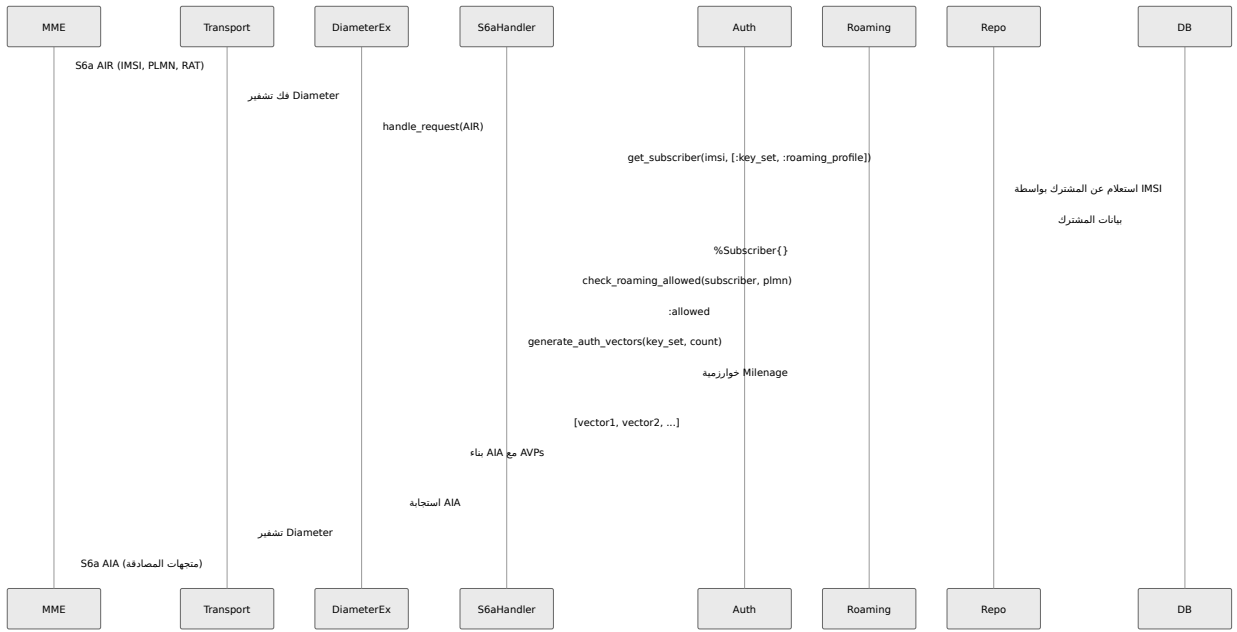 MME
Transport
DiameterEx
S6aHandler
Auth
Roaming
Repo
DB
S6a AIR (IMSI, PLMN, RAT)
فك تشفير Diameter
handle_request(AIR)
get_subscriber(imsi, [:key_set, :roaming_profile])
استعلام عن المشترك بواسطة IMSI
بيانات المشترك
%Subscriber{}
check_roaming_allowed(subscriber, plmn)
:allowed
generate_auth_vectors(key_set, count)
خوارزمية Milenage
[vector1, vector2, ...]
بناء AIA مع AVPs
استجابة AIA
تشفير Diameter
S6a AIA (متجهات المصادقة)
MME
Transport
DiameterEx
S6aHandler
Auth
Roaming
Repo
DB